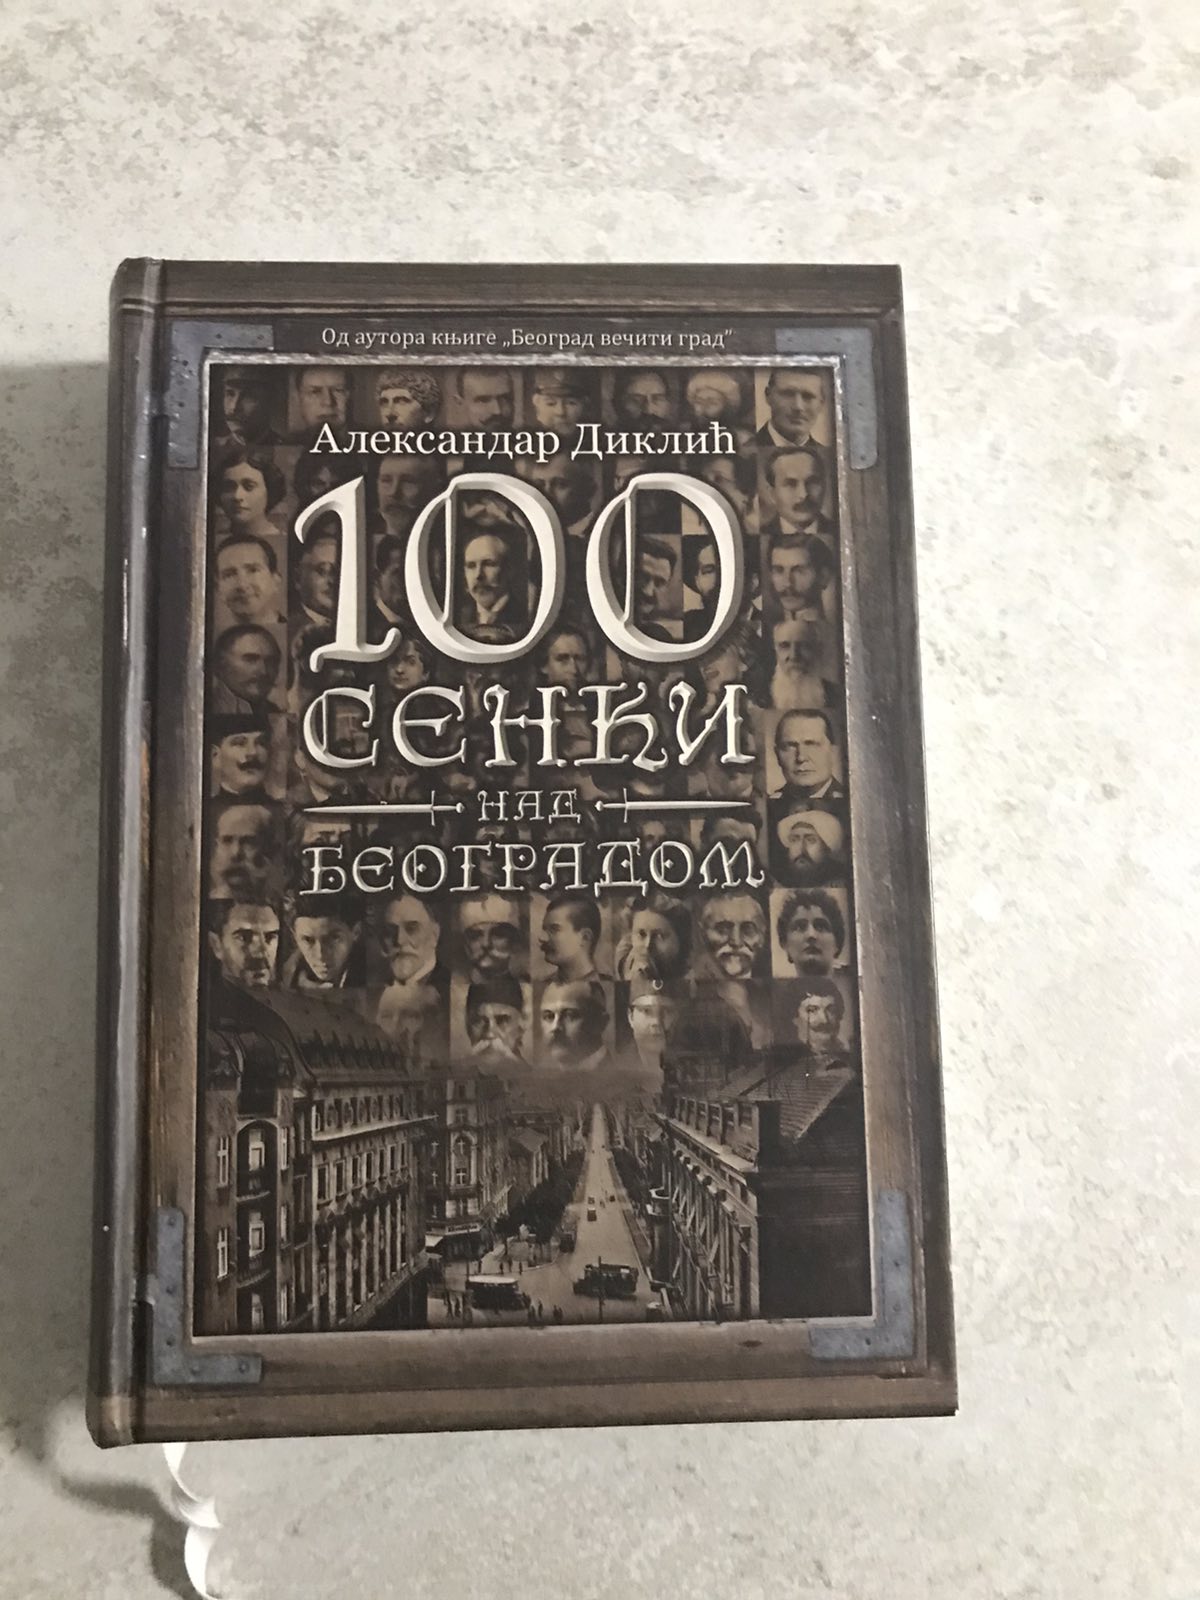 Од аутора књиге „Београд вечити град”
Александар Диклић
100
СЕНКИ
НАД
БЕОГРАДОМ